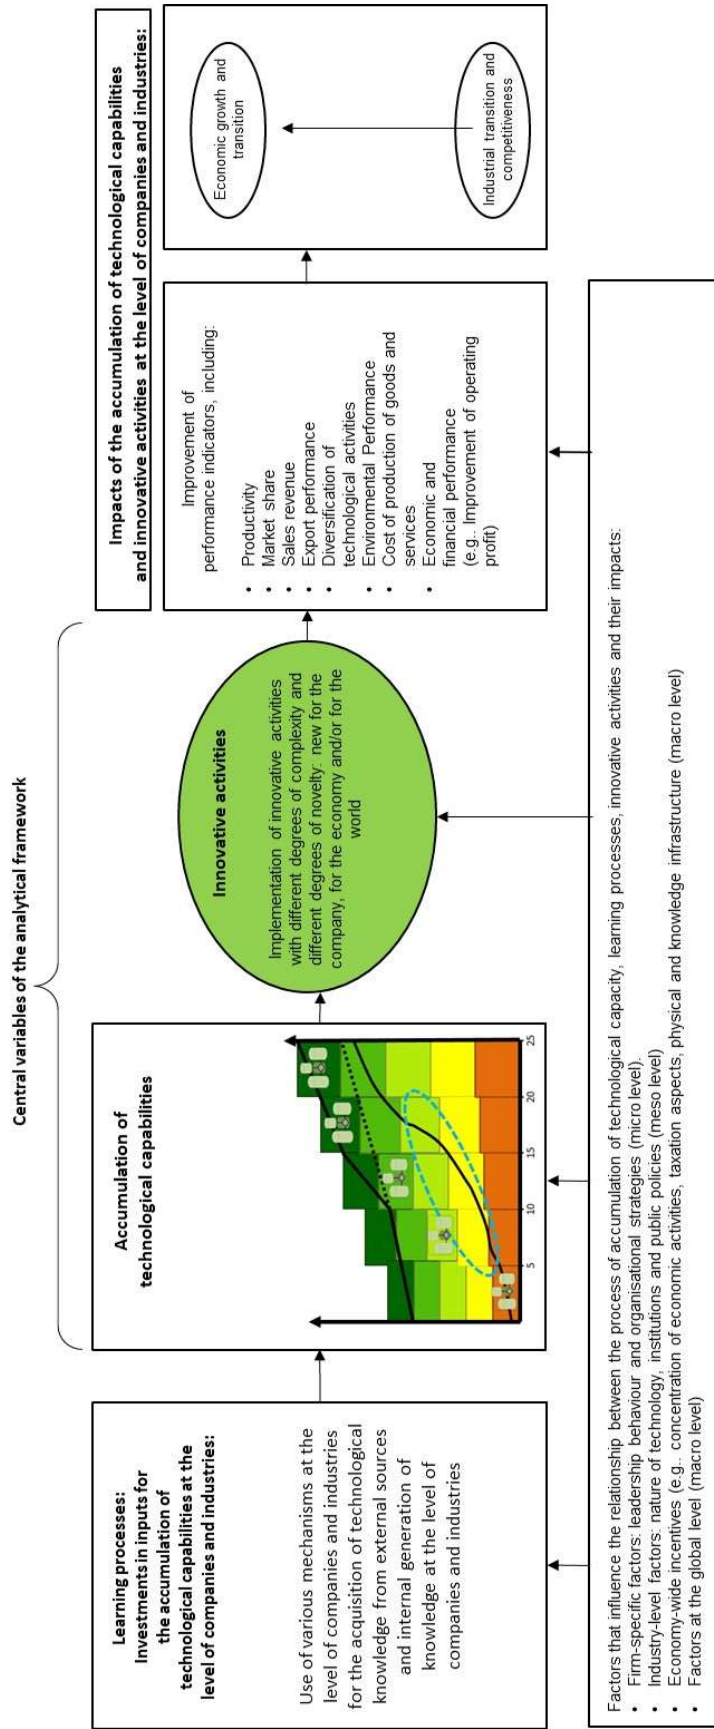 Central variables of the analytical framework
Learning processes:
Investments in inputs for
the accumulation of
technological capabilities at the
level of companies and industries:
Use of various mechanisms at the
level of companies and industries
for the acquisition of technological
knowledge from external sources
and internal generation of
knowledge at the level of
companies and industries
Accumulation of
technological capabilities
5
10
15
20
25
Innovative activities
Implementation of innovative activities
with different degrees of complexity and
different degrees of novelty: new for the
company, for the economy and/or for the
world
Impacts of the accumulation of technological capabilities
and innovative activities at the level of companies and industries:
Improvement of
performance indicators, including:
• Productivity
• Market share
• Sales revenue
• Export performance
• Diversification of
technological activities
• Environmental Performance
• Cost of production of goods and
services
• Economic and
financial performance
(e.g.. Improvement of operating
profit)
Economic growth and
transition
Industrial transition and
competitiveness
Factors that influence the relationship between the process of accumulation of technological capacity, learning processes, innovative activities and their impacts:
• Firm-specific factors: leadership behaviour and organisational strategies (micro level).
• Industry-level factors: nature of technology, institutions and public policies (meso level)
• Economy-wide incentives (e.g.. concentration of economic activities, taxation aspects, physical and knowledge infrastructure (macro level)
• Factors at the global level (macro level)